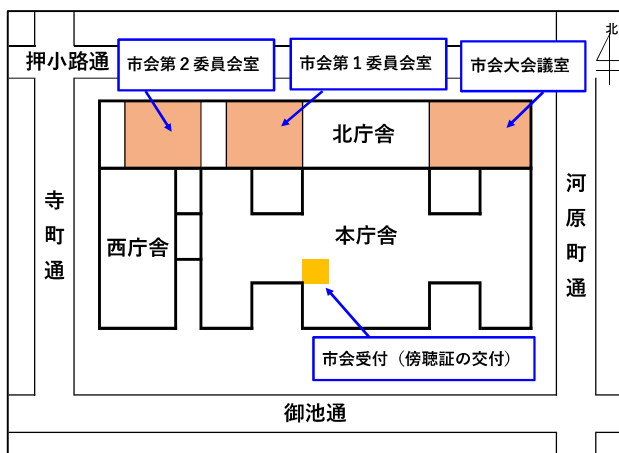 北
押小路通
市会第２委員会室
市会第１委員会室
市会大会議室
北庁舎
寺町通
西庁舎
本庁舎
河原町通
市会受付（傍聴証の交付）
御池通